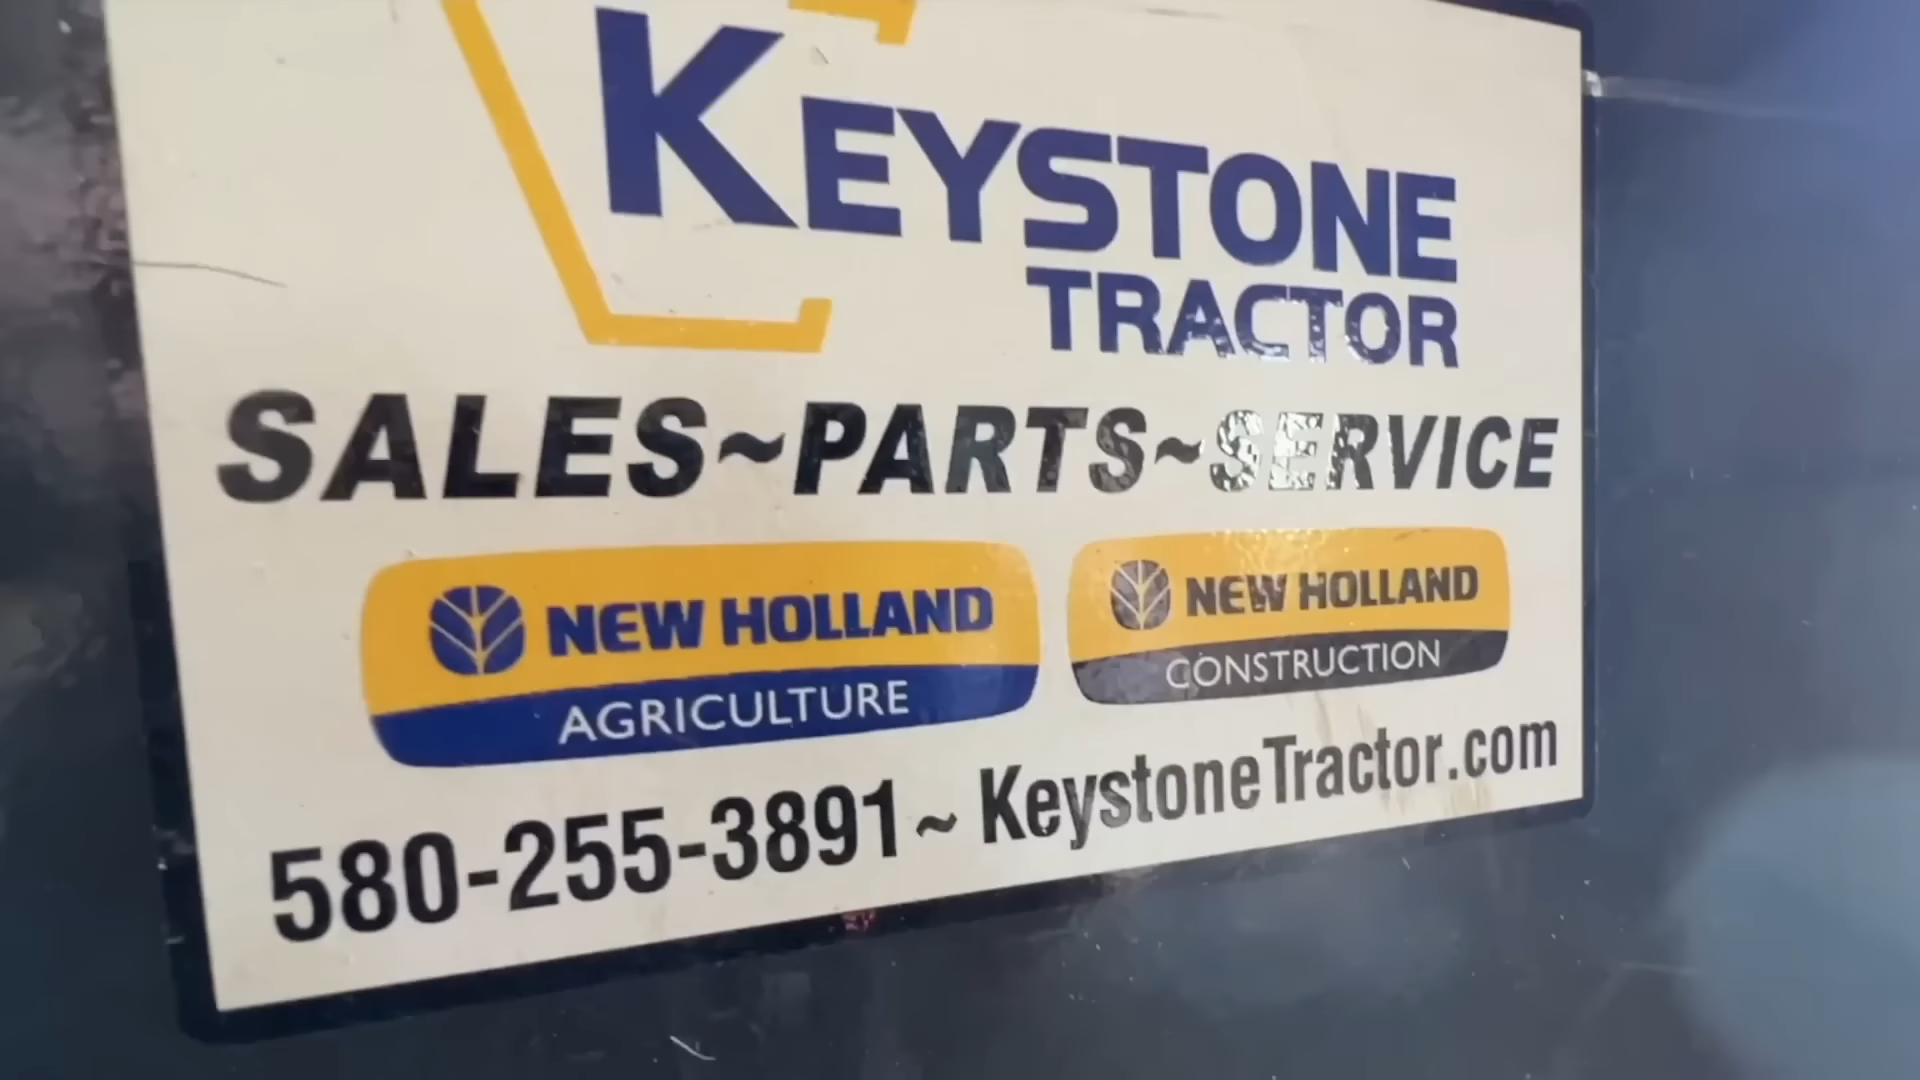 KEYSTONE
TRACTOR
SALES~PARTS~SERVICE
NEW HOLLAND
AGRICULTURE
NEW HOLLAND
CONSTRUCTION
580-255-3891~KeystoneTractor.com